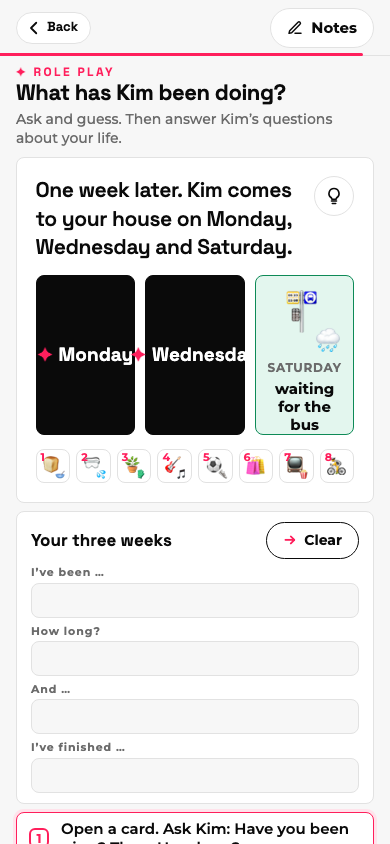 Back
Notes
ROLE PLAY
What has Kim been doing?
Ask and guess. Then answer Kim's questions
about your life.
One week later. Kim comes
to your house on Monday,
Wednesday and Saturday.
Monday
Wednesda
SATURDAY
waiting
for the
bus
1
2
3
4
5
6
7
8
Your three weeks
Clear
I've been ...
How long?
And ...
I've finished ...
1
Open a card. Ask Kim: Have you been